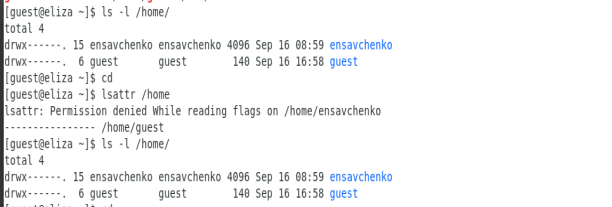 [guest@eliza ~]$ ls -l /home/
total 4
drwx------. 15 ensavchenko ensavchenko 4096 Sep 16 08:59 ensavchenko
drwx------.  6 guest       guest        140 Sep 16 16:58 guest
[guest@eliza ~]$ cd
[guest@eliza ~]$ lsattr /home
lsattr: Permission denied While reading flags on /home/ensavchenko
---------------- /home/guest
[guest@eliza ~]$ ls -l /home/
total 4
drwx------. 15 ensavchenko ensavchenko 4096 Sep 16 08:59 ensavchenko
drwx------.  6 guest       guest        140 Sep 16 16:58 guest